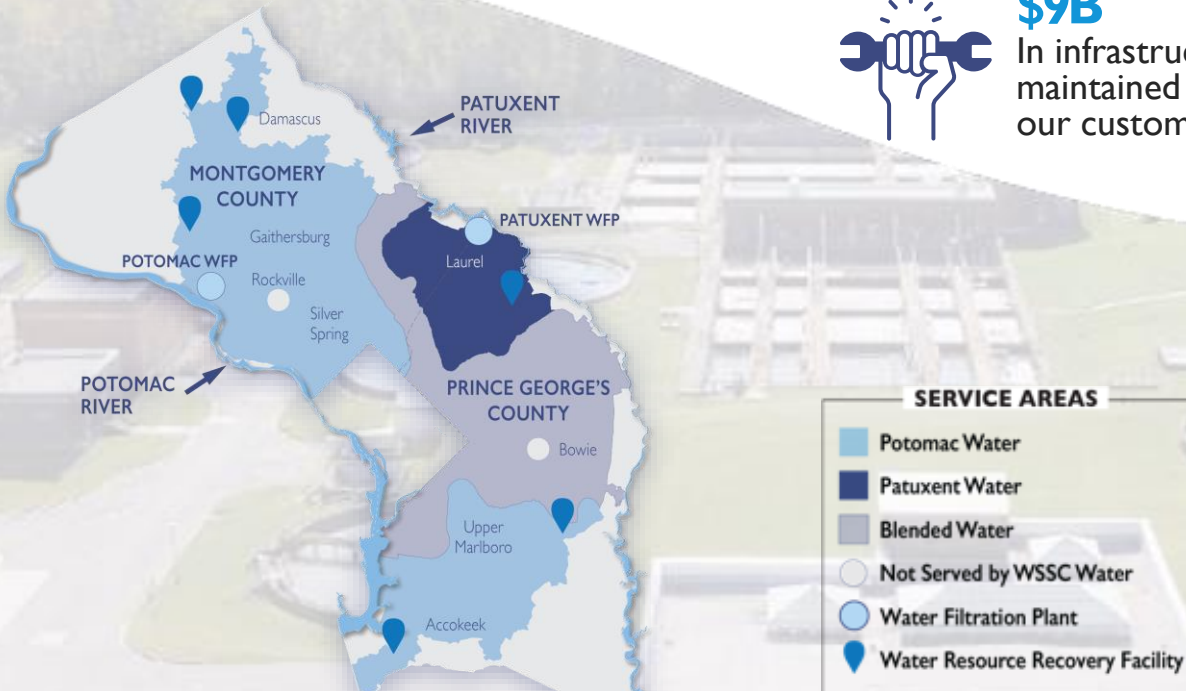 $9B
In infrastruc
maintained
our custom
PATUXENT
RIVER
Damascus
MONTGOMERY
COUNTY
PATUXENT WFP
Gaithersburg
POTOMAC WFP
Laurel
Rockville
Silver
Spring
POTOMAC
RIVER
PRINCE GEORGE'S
COUNTY
Bowie
Upper
Marlboro
Accokeek
SERVICE AREAS
Potomac Water
Patuxent Water
Blended Water
Not Served by WSSC Water
Water Filtration Plant
Water Resource Recovery Facility